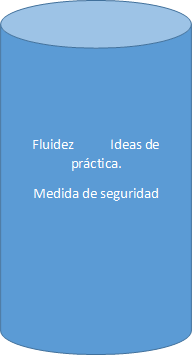 Fluidez Ideas de
práctica.
Medida de seguridad